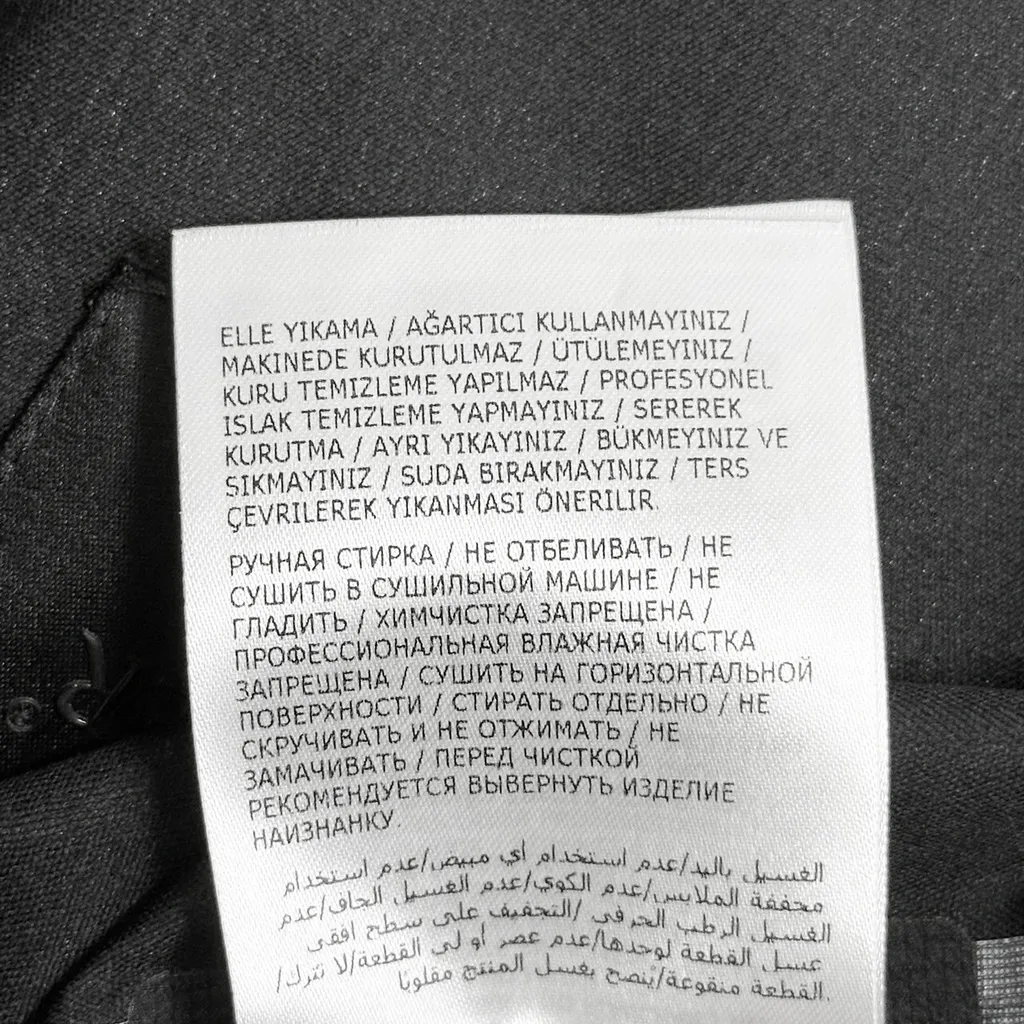 ELLE YIKAMA / AĞARTICI KULLANMAYINIZ /
MAKINEDE KURUTULMAZ / ÜTÜLEMEYINIZ /
KURU TEMIZLEME YAPILMAZ / PROFESYONEL
ISLAK TEMIZLEME YAPMAYINIZ / SEREREK
KURUTMA / AYRI YIKAYINIZ / BÜKMEYINIZ VE
SIKMAYINIZ / SUDA BIRAKMAYINIZ / TERS
ÇEVRILEREK YIKANMASI ÖNERILIR.
РУЧНАЯ СТИРКА / НЕ ОТБЕЛИВАТЬ / НЕ
СУШИТЬ В СУШИЛЬНОЙ МАШИНЕ / НЕ
ГЛАДИТЬ / ХИМЧИСТКА ЗАПРЕЩЕНА /
ПРОФЕССИОНАЛЬНАЯ ВЛАЖНАЯ ЧИСТКА
ЗАПРЕЩЕНА / СУШИТЬ НА ГОРИЗОНТАЛЬНОЙ
ПОВЕРХНОСТИ / СТИРАТЬ ОТДЕЛЬНО / НЕ
СКРУЧИВАТЬ И НЕ ОТЖИМАТЬ / НЕ
ЗАМАЧИВАТЬ / ПЕРЕД ЧИСТКОЙ
РЕКОМЕНДУЕТСЯ ВЫВЕРНУТЬ ИЗДЕЛИЕ
НАИЗНАНКУ.
الغسيل باليد/عدم استخدام أي مبيض/عدم استخدام
مجففة الملابس/عدم الكوي/عدم الغسيل الجاف/عدم
الغسيل الرطب الحرفي /التجفيف على سطح افقي
غسل القطعة لوحدها/عدم عصر او لي القطعة/لا تترك/
القطعة منقوعة/يُنصح بغسل المنتج مقلوبًا.